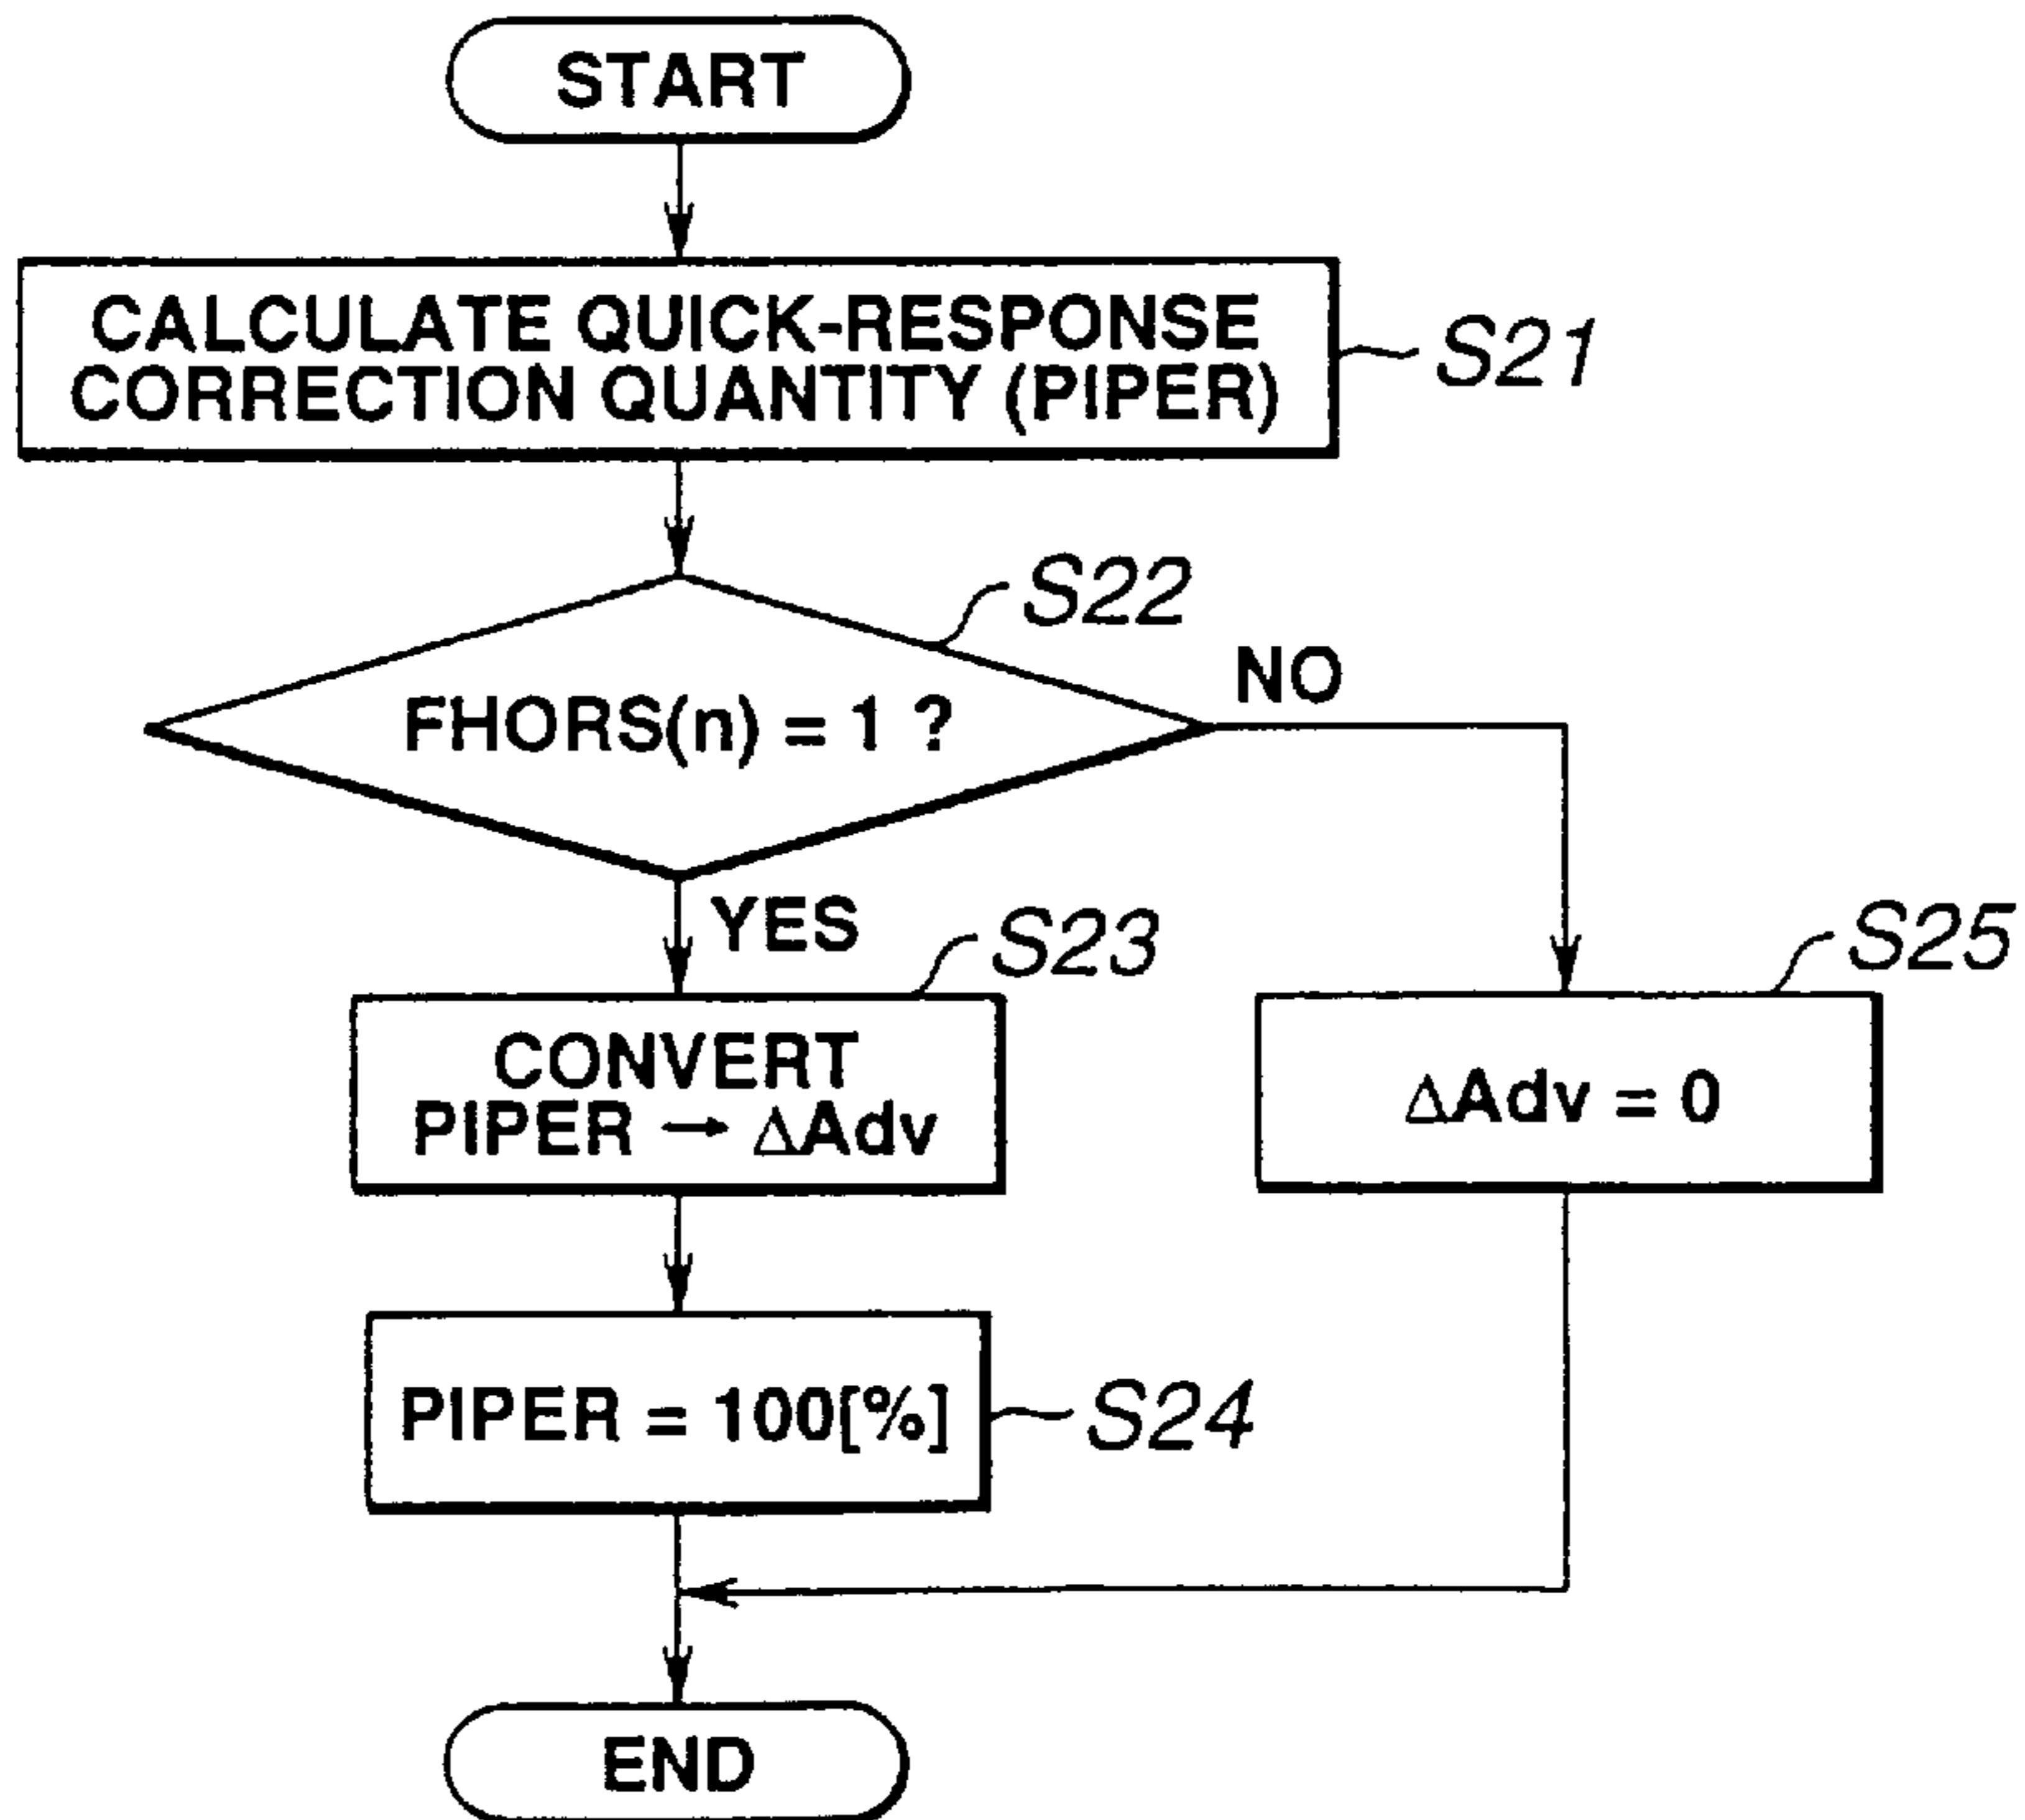 START
CALCULATE QUICK-RESPONSE
CORRECTION QUANTITY (PIPER)
S21
S22
FHORS(n) = 1 ?
NO
YES
S23
CONVERT
PIPER → ΔAdv
S25
ΔAdv = 0
PIPER = 100[%]
S24
END